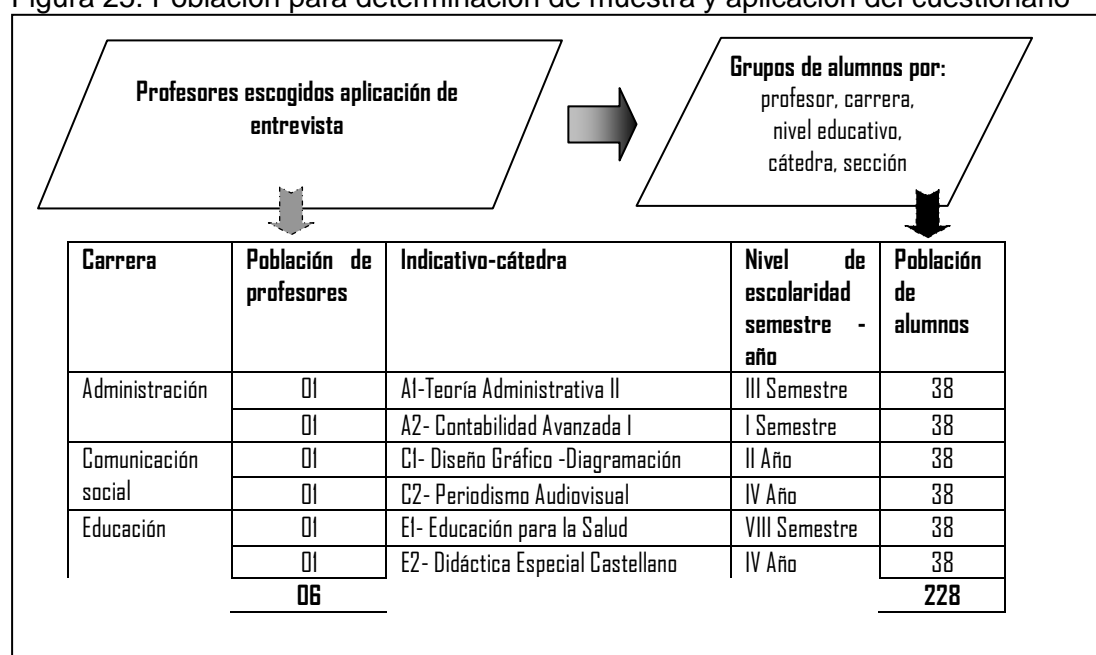 Figura 25. Población para determinación de muestra y aplicación del cuestionario
Profesores escogidos aplicación de
entrevista
Grupos de alumnos por:
profesor, carrera,
nivel educativo,
cátedra, sección
Carrera Población de profesores Indicativo-cátedra Nivel de escolaridad semestre - año Población de alumnos
Administración 01 A1-Teoría Administrativa II III Semestre 38
01 A2- Contabilidad Avanzada I I Semestre 38
Comunicación social 01 C1- Diseño Gráfico -Diagramación II Año 38
01 C2- Periodismo Audiovisual IV Año 38
Educación 01 E1- Educación para la Salud VIII Semestre 38
01 E2- Didáctica Especial Castellano IV Año 38
06 228